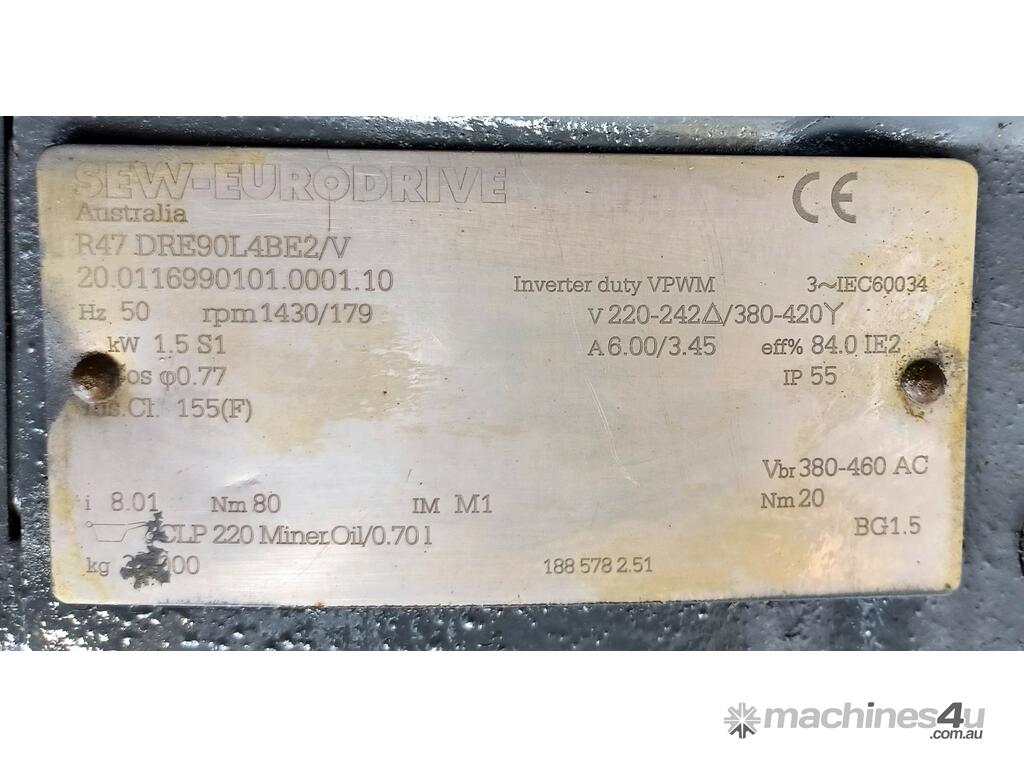 SEW-EURODRIVE
Australia
R47 DRE90L4BE2/V
20.0116990101.0001.10 Inverter duty VPWM 3~IEC60034
Hz 50 rpm 1430/179 V 220-242Δ/380-420Y
kW 1.5 S1 A 6.00/3.45 eff% 84.0 IE2
φ0.77 IP 55
155(F)
Vbr 380-460 AC
i 8.01 Nm 80 IM M1 Nm 20
CLP 220 Miner.Oil/0.70 l BG1.5
kg 188 578 2.51
CE
machines4u
.com.au